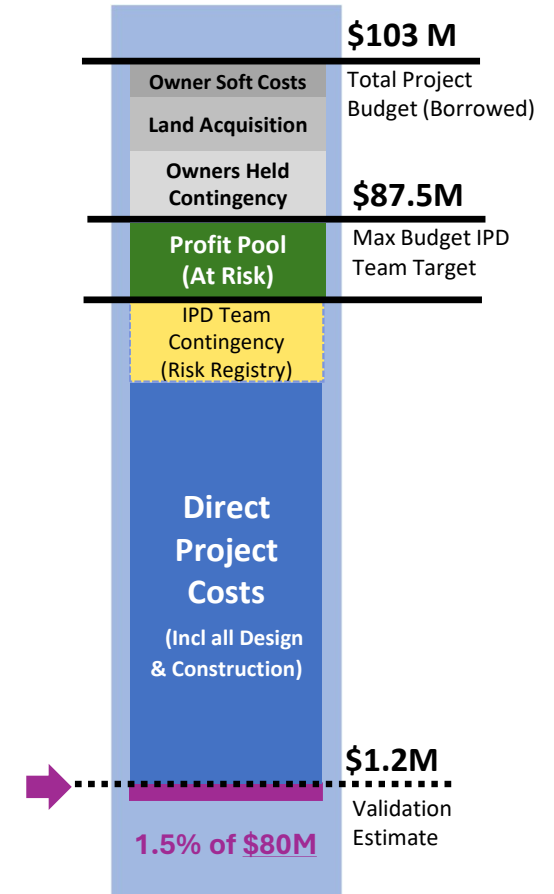 $103 M
Total Project
Budget (Borrowed)
Owner Soft Costs
Land Acquisition
Owners Held
Contingency
$87.5M
Max Budget IPD
Team Target
Profit Pool
(At Risk)
IPD Team
Contingency
(Risk Registry)
Direct
Project
Costs
(Incl all Design
& Construction)
$1.2M
Validation
Estimate
1.5% of $80M